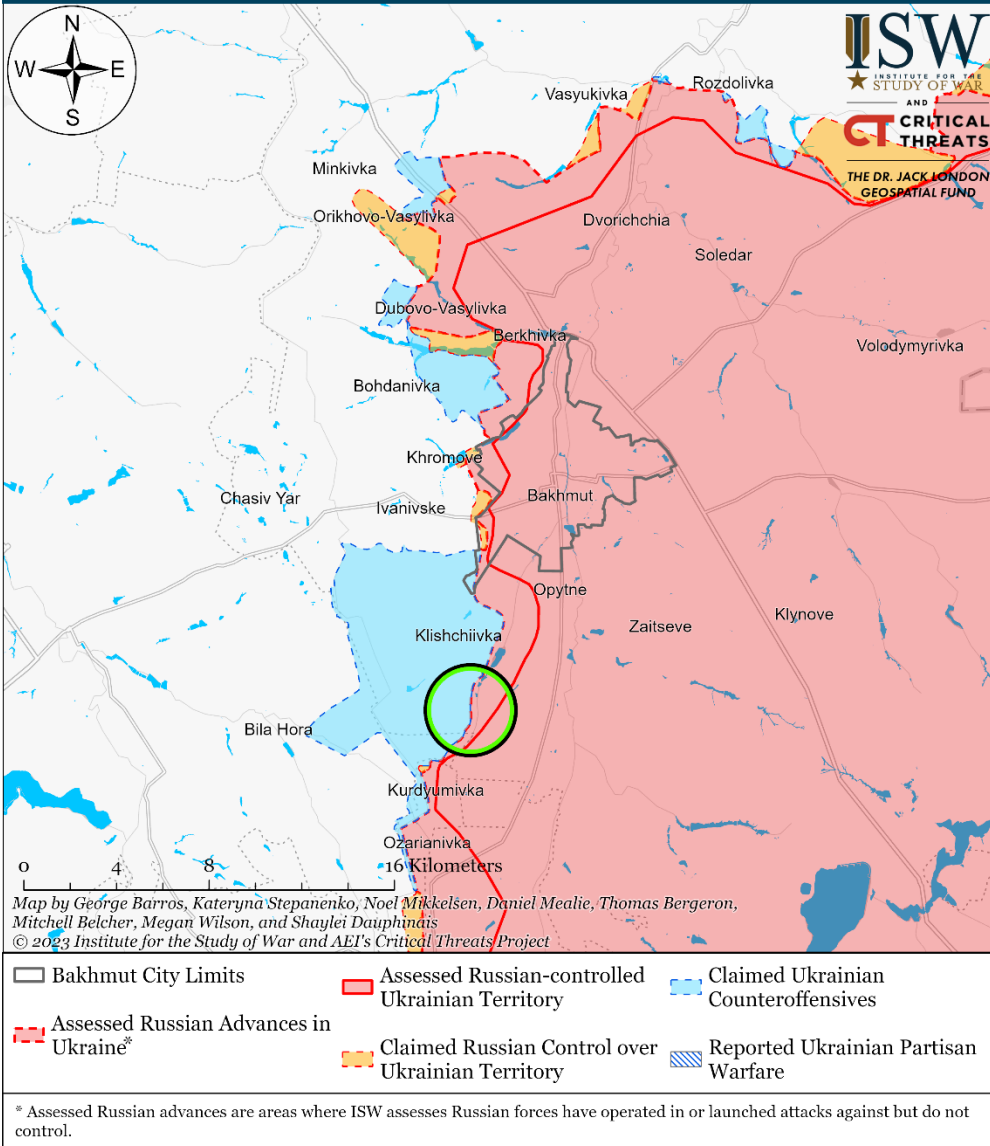 N
W E
S
ISW
INSTITUTE FOR THE
STUDY OF WAR
AND
CT CRITICAL
THREATS
THE DR. JACK LONDON
GEOSPATIAL FUND
Rozdolivka
Vasyukivka
Minkivka
Orikhovo-Vasylivka
Dvorichchia
Soledar
Dubovo-Vasylivka
Berkhivka
Volodymyrivka
Bohdanivka
Khromove
Chasiv Yar
Bakhmut
Ivanivske
Opytne
Klynove
Zaitseve
Klishchiivka
Bila Hora
Kurdyumivka
Ozarianivka
0 4 8 16 Kilometers
Map by George Barros, Kateryna Stepanenko, Noel Mikkelsen, Daniel Mealie, Thomas Bergeron,
Mitchell Belcher, Megan Wilson, and Shaylei Dauphinais
© 2023 Institute for the Study of War and AEI's Critical Threats Project
Bakhmut City Limits
Assessed Russian Advances in
Ukraine*
Assessed Russian-controlled
Ukrainian Territory
Claimed Russian Control over
Ukrainian Territory
Claimed Ukrainian
Counteroffensives
Reported Ukrainian Partisan
Warfare
* Assessed Russian advances are areas where ISW assesses Russian forces have operated in or launched attacks against but do not
control.